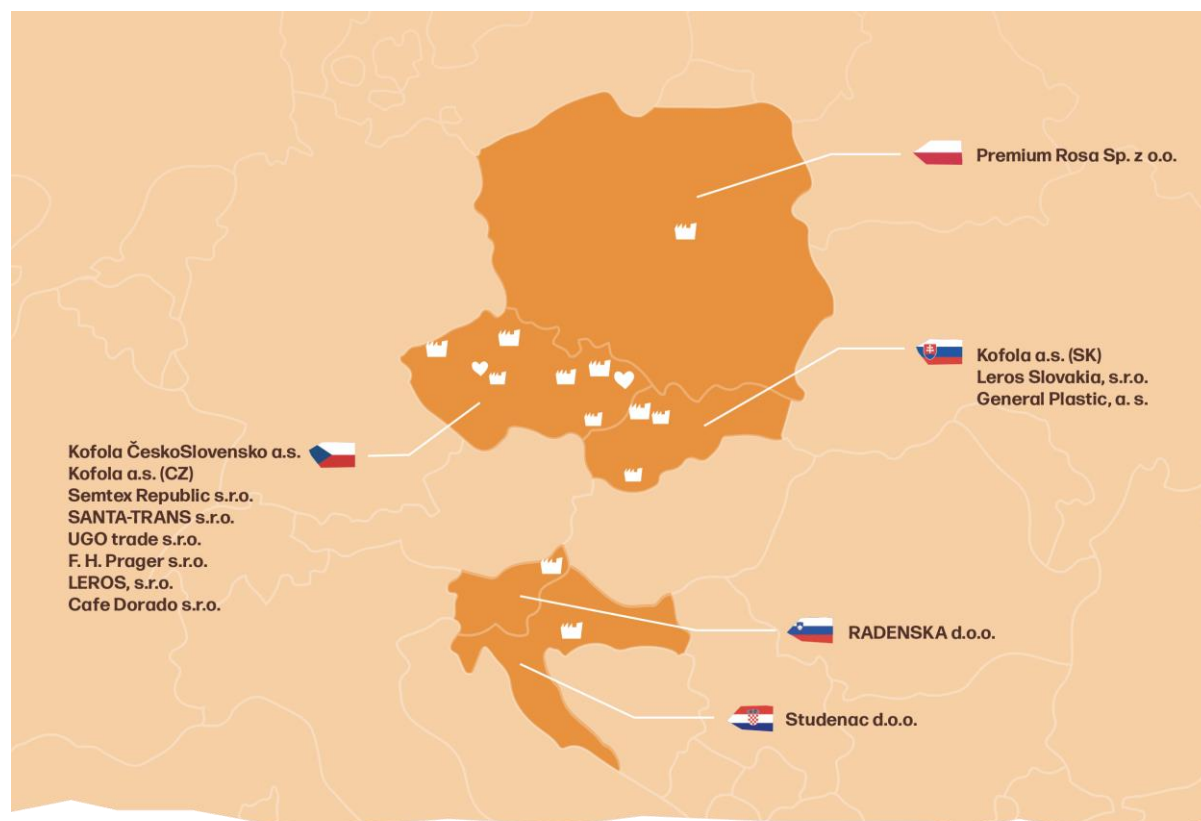 Premium Rosa Sp. z o.o.
Kofola a.s. (SK)
Leros Slovakia, s.r.o.
General Plastic, a. s.
Kofola ČeskoSlovensko a.s.
Kofola a.s. (CZ)
Semtex Republic s.r.o.
SANTA-TRANS s.r.o.
UGO trade s.r.o.
F. H. Prager s.r.o.
LEROS, s.r.o.
Cafe Dorado s.r.o.
RADENSKA d.o.o.
Studenac d.o.o.